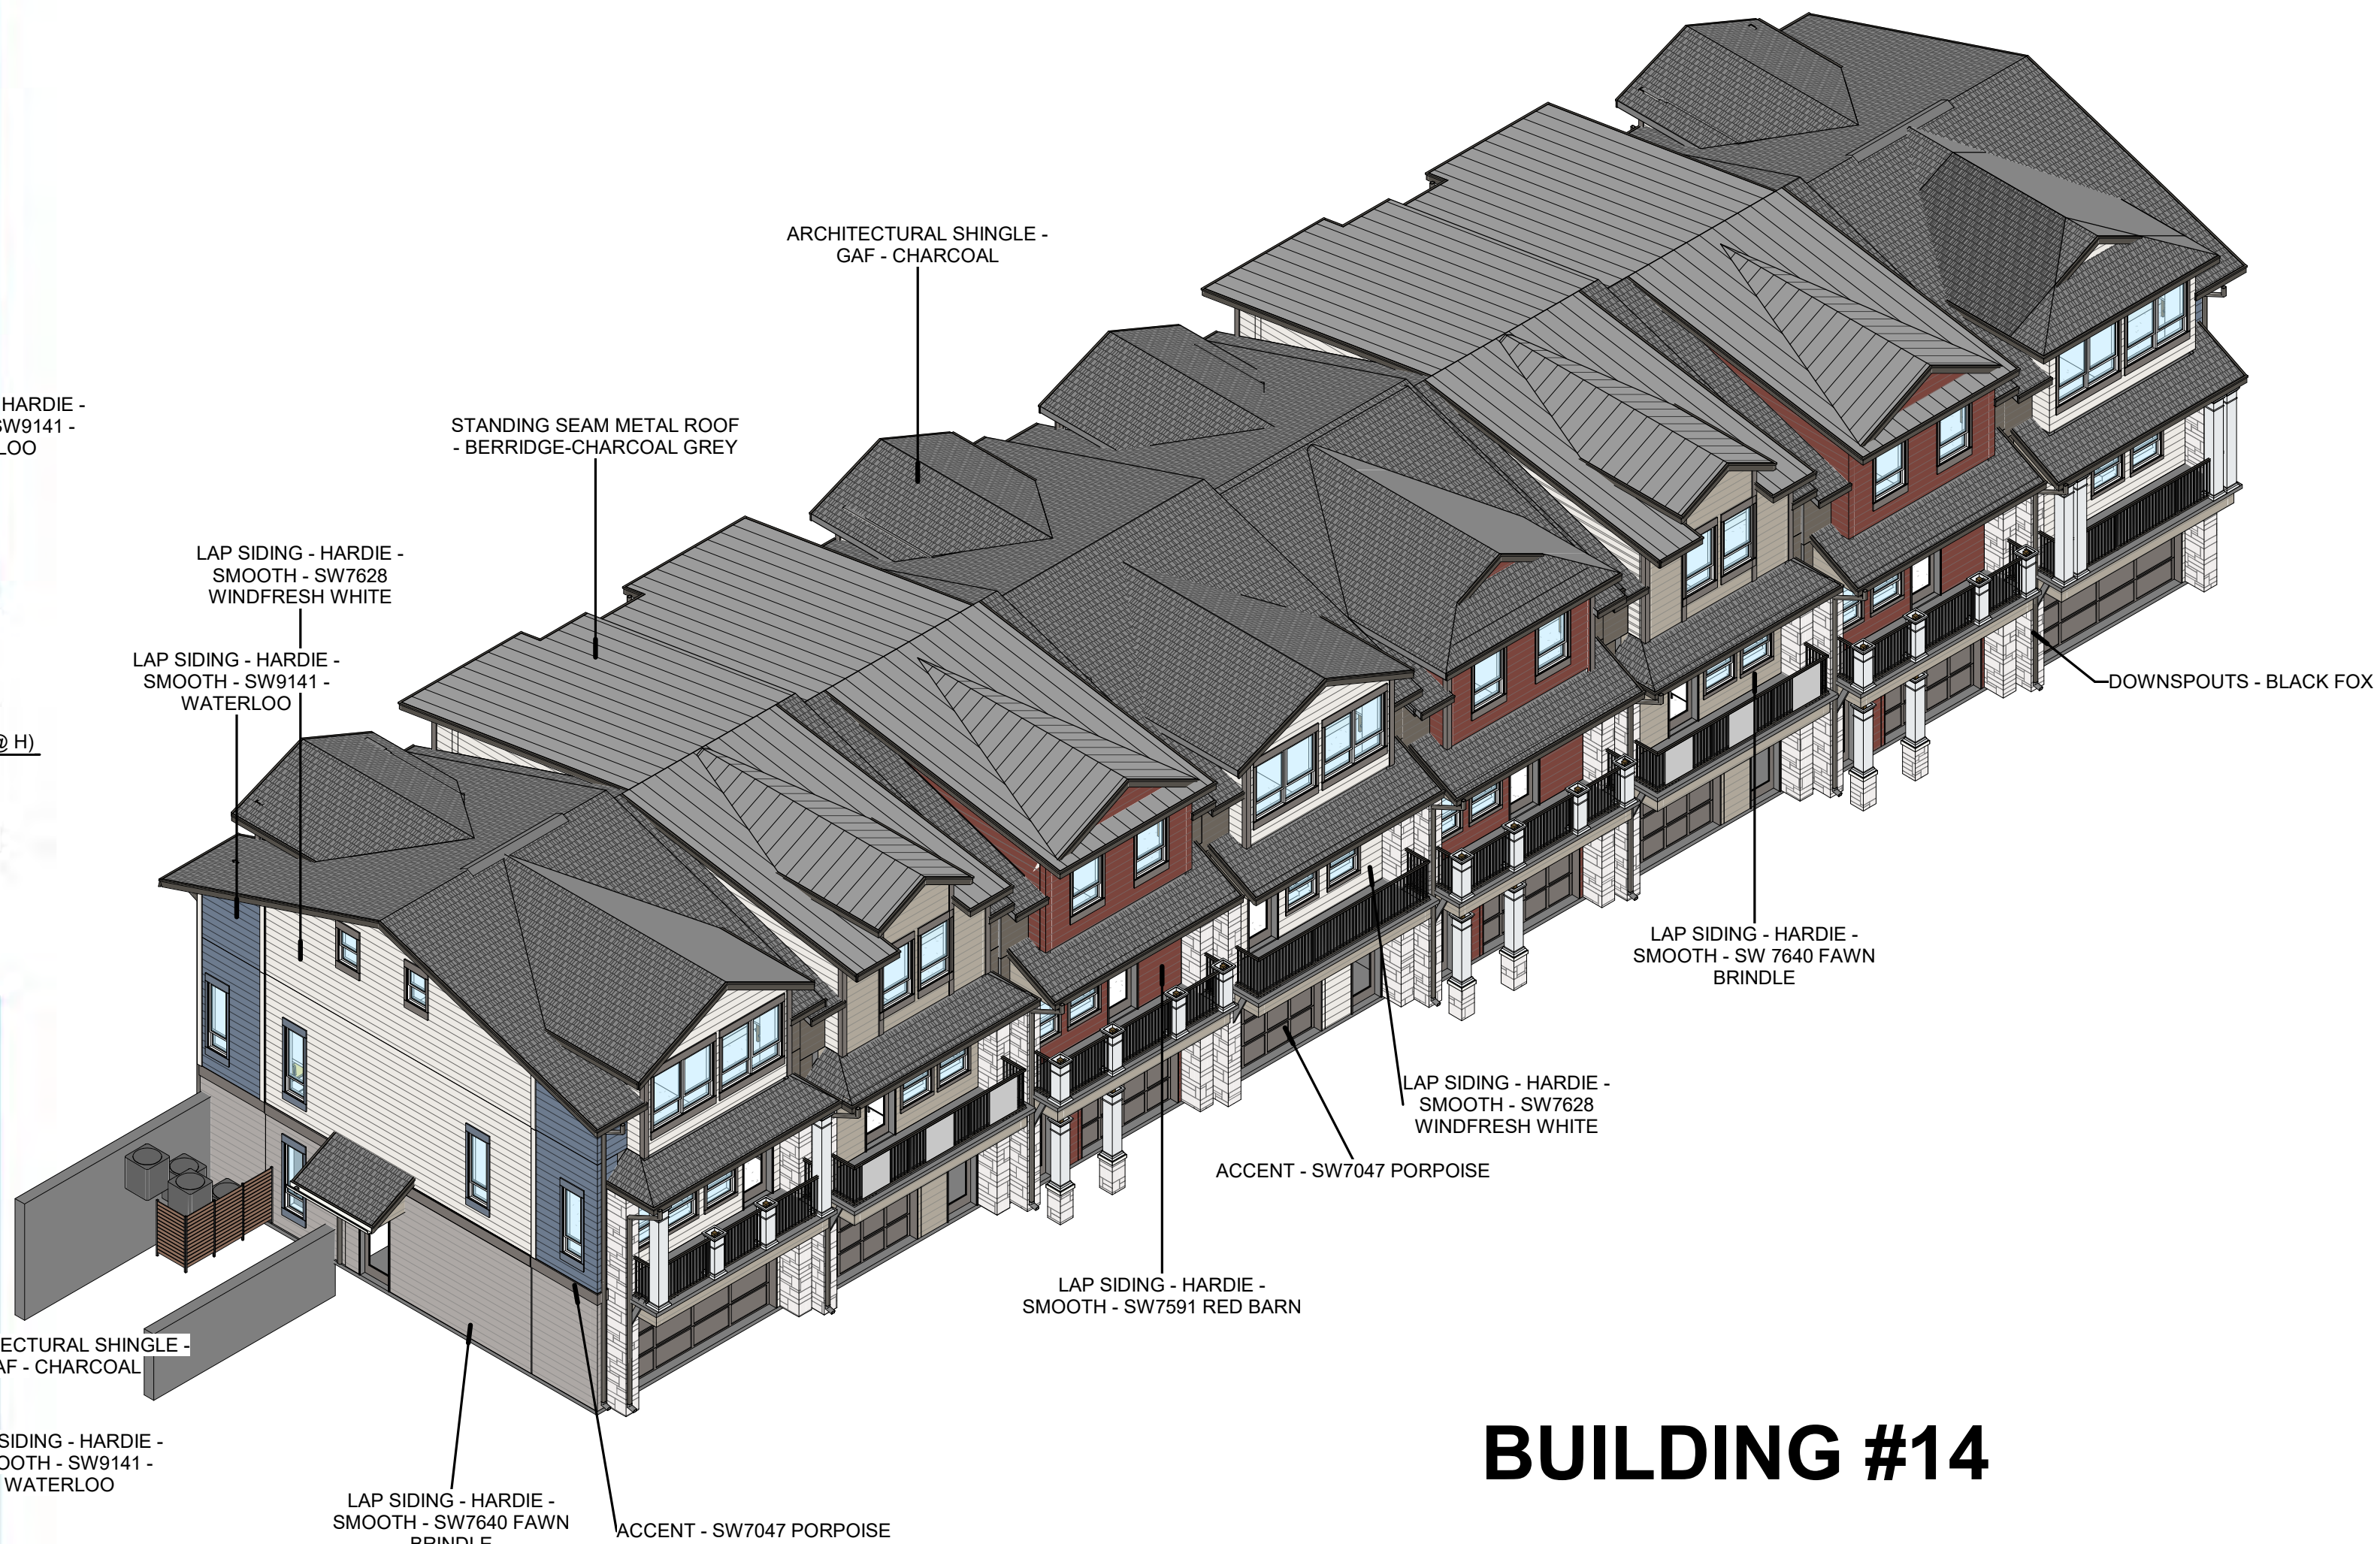 ARCHITECTURAL SHINGLE -
GAF - CHARCOAL
HARDIE -
SW9141 -
STANDING SEAM METAL ROOF
- BERRIDGE-CHARCOAL GREY
LAP SIDING - HARDIE -
SMOOTH - SW7628
WINDFRESH WHITE
LAP SIDING - HARDIE -
SMOOTH - SW9141 -
WATERLOO
@ H)
DOWNSPOUTS - BLACK FOX
LAP SIDING - HARDIE -
SMOOTH - SW 7640 FAWN
BRINDLE
LAP SIDING - HARDIE -
SMOOTH - SW7628
WINDFRESH WHITE
ACCENT - SW7047 PORPOISE
LAP SIDING - HARDIE -
SMOOTH - SW7591 RED BARN
ECTURAL SHINGLE -
AF - CHARCOAL
SIDING - HARDIE -
OOTH - SW9141 -
WATERLOO
LAP SIDING - HARDIE -
SMOOTH - SW7640 FAWN
BRINDLE
ACCENT - SW7047 PORPOISE
BUILDING #14